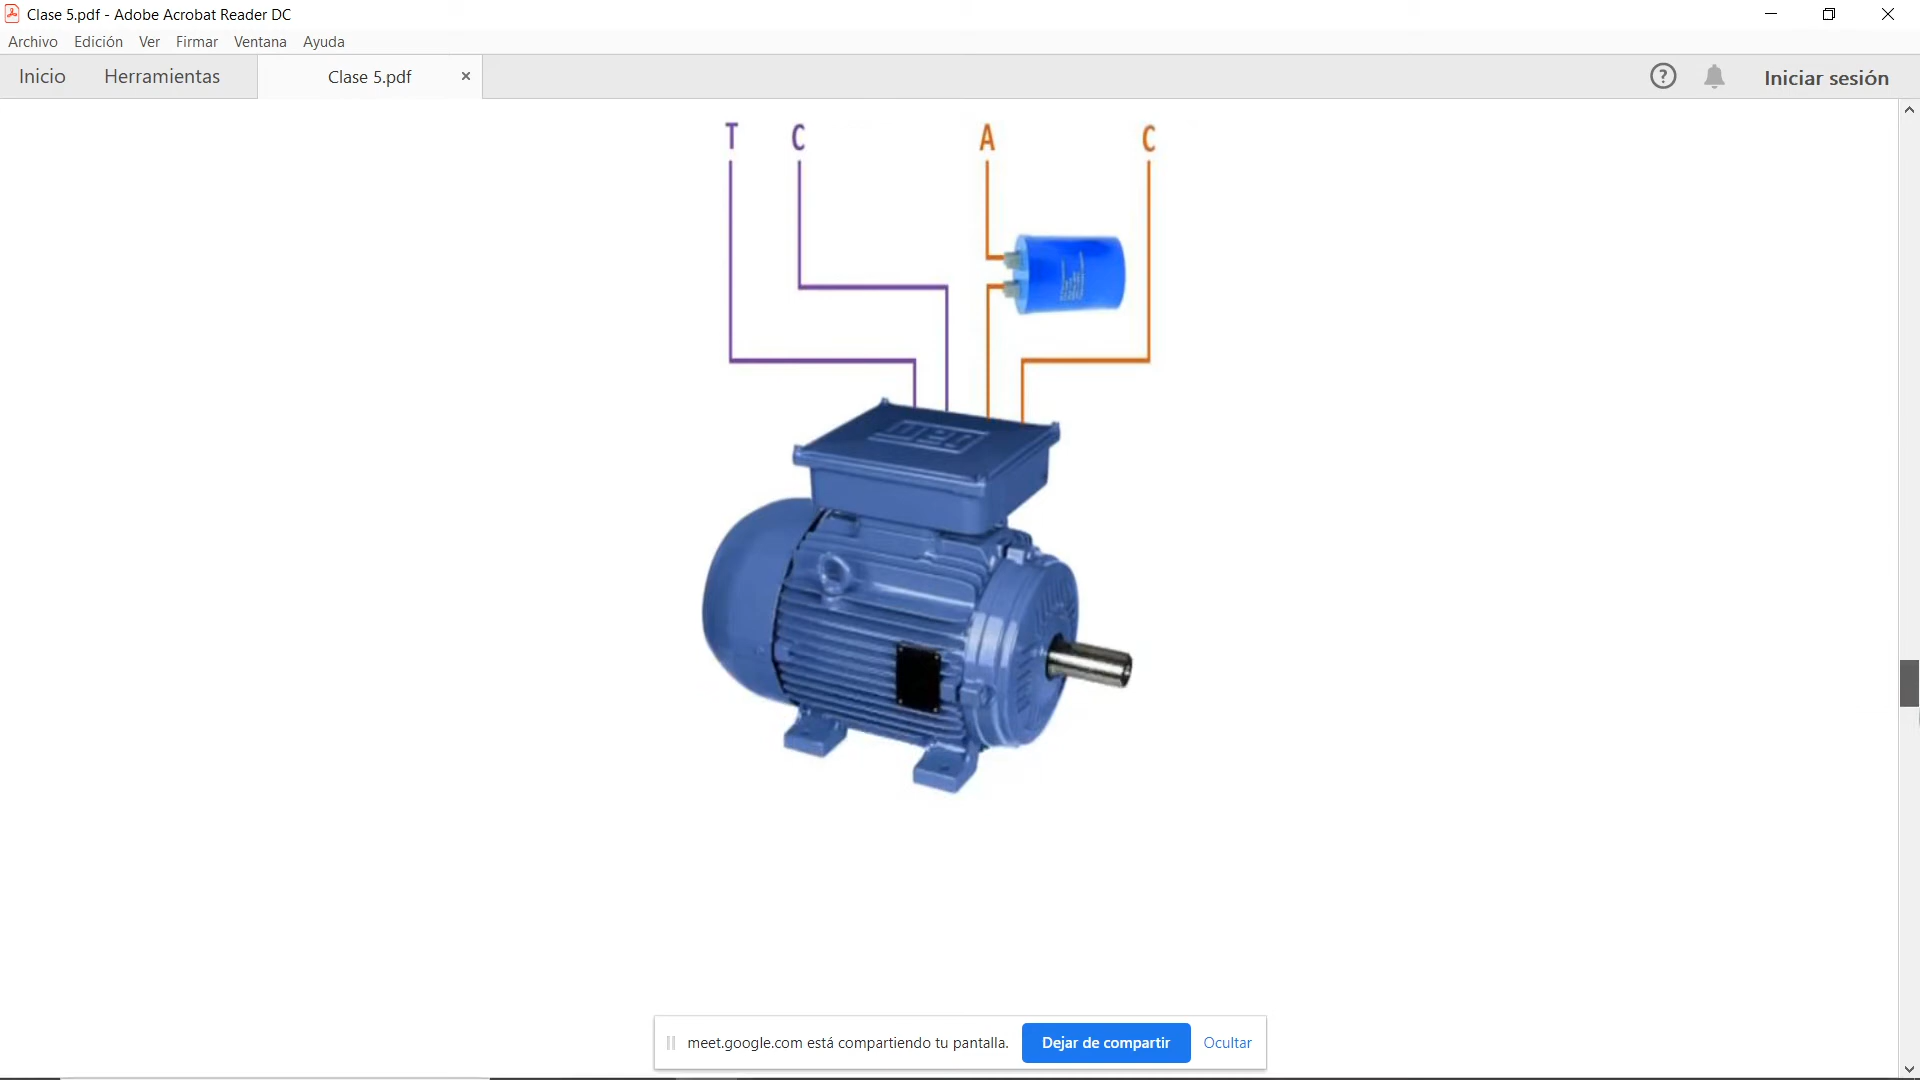 Clase 5.pdf - Adobe Acrobat Reader DC
Archivo Edición Ver Firmar Ventana Ayuda
Inicio Herramientas Clase 5.pdf × ? Iniciar sesión
T C A C
meet.google.com está compartiendo tu pantalla. Dejar de compartir Ocultar